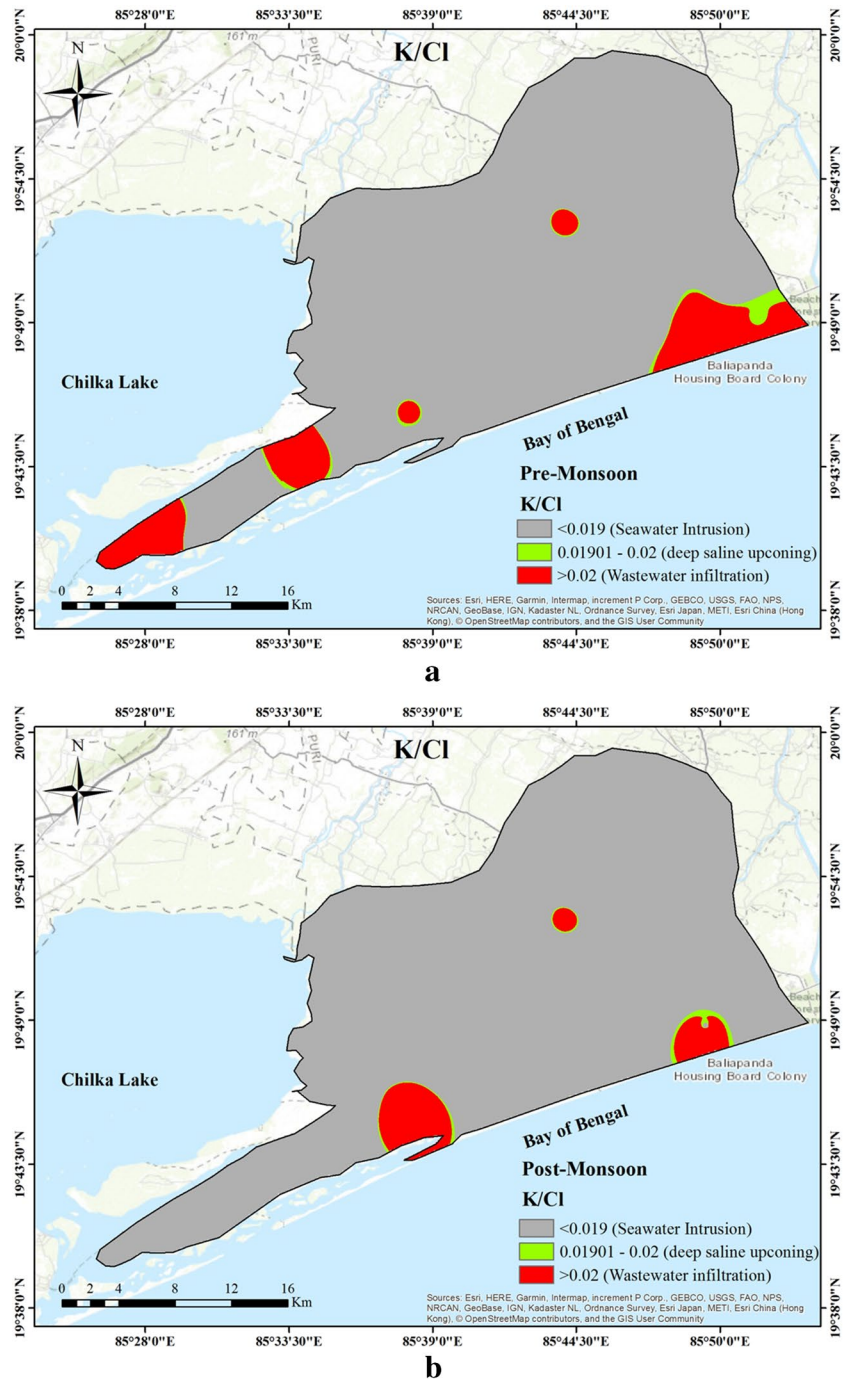 85°28'0"E 85°33'30"E 85°39'0"E 85°44'30"E 85°50'0"E
20°0'0"N
20°0'0"N
161 m
PURI
K/Cl
N
19°54'30"N
19°54'30"N
19°49'0"N
19°49'0"N
Beach
Baliapanda
Housing Board Colony
Chilka Lake
Bay of Bengal
19°43'30"N
19°43'30"N
Pre-Monsoon
K/Cl
<0.019 (Seawater Intrusion)
0.01901 - 0.02 (deep saline upconing)
>0.02 (Wastewater infiltration)
0 2 4 8 12 16
Km
Sources: Esri, HERE, Garmin, Intermap, increment P Corp., GEBCO, USGS, FAO, NPS,
NRCAN, GeoBase, IGN, Kadaster NL, Ordnance Survey, Esri Japan, METI, Esri China (Hong
Kong), © OpenStreetMap contributors, and the GIS User Community
19°38'0"N
19°38'0"N
85°28'0"E 85°33'30"E 85°39'0"E 85°44'30"E 85°50'0"E
a
85°28'0"E 85°33'30"E 85°39'0"E 85°44'30"E 85°50'0"E
20°0'0"N
20°0'0"N
161 m
PURI
K/Cl
N
19°54'30"N
19°54'30"N
19°49'0"N
19°49'0"N
Beach
Baliapanda
Housing Board Colony
Chilka Lake
Bay of Bengal
19°43'30"N
19°43'30"N
Post-Monsoon
K/Cl
<0.019 (Seawater Intrusion)
0.01901 - 0.02 (deep saline upconing)
>0.02 (Wastewater infiltration)
0 2 4 8 12 16
Km
Sources: Esri, HERE, Garmin, Intermap, increment P Corp., GEBCO, USGS, FAO, NPS,
NRCAN, GeoBase, IGN, Kadaster NL, Ordnance Survey, Esri Japan, METI, Esri China (Hong
Kong), © OpenStreetMap contributors, and the GIS User Community
19°38'0"N
19°38'0"N
85°28'0"E 85°33'30"E 85°39'0"E 85°44'30"E 85°50'0"E
b